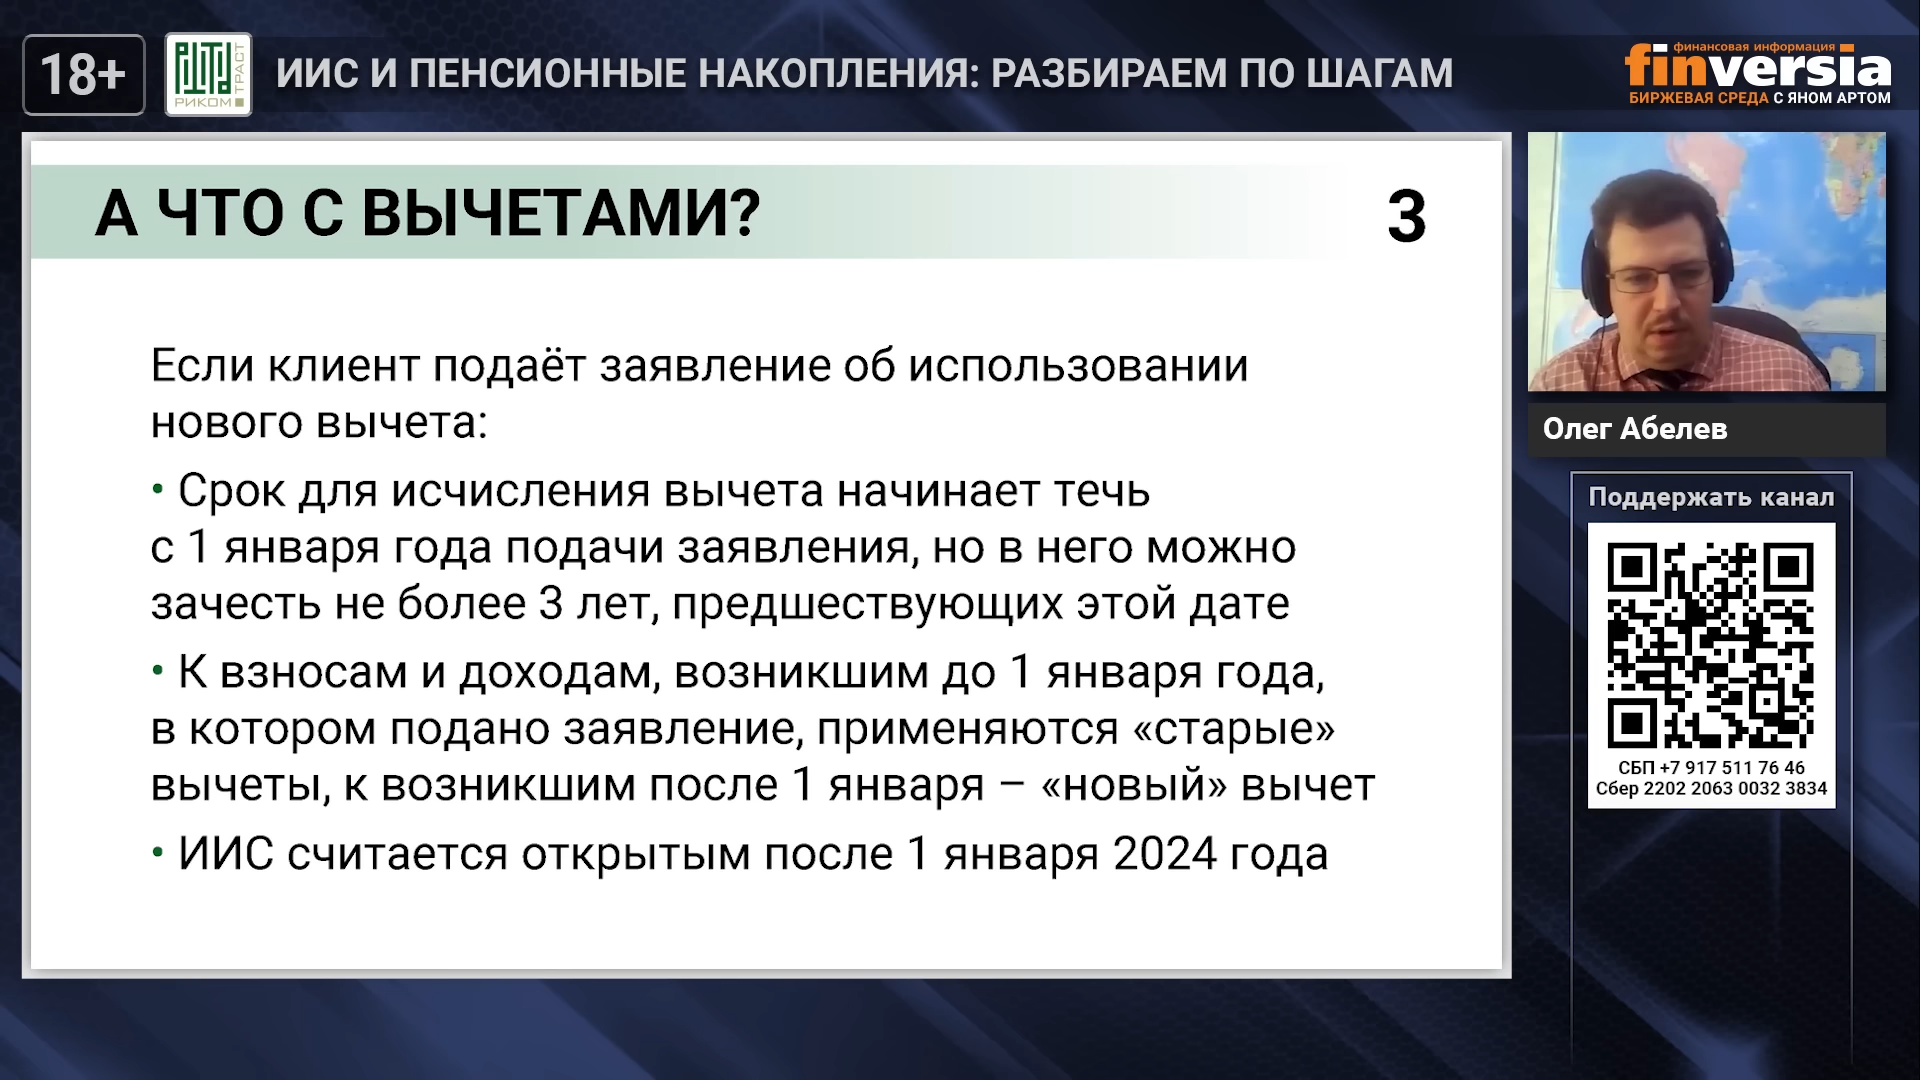 18+
РИКОМ
ТРАСТ
ИИС И ПЕНСИОННЫЕ НАКОПЛЕНИЯ: РАЗБИРАЕМ ПО ШАГАМ
финансовая информация
finversia
БИРЖЕВАЯ СРЕДА С ЯНОМ АРТОМ
А ЧТО С ВЫЧЕТАМИ?
3
Если клиент подаёт заявление об использовании
нового вычета:
• Срок для исчисления вычета начинает течь
с 1 января года подачи заявления, но в него можно
зачесть не более 3 лет, предшествующих этой дате
• К взносам и доходам, возникшим до 1 января года,
в котором подано заявление, применяются «старые»
вычеты, к возникшим после 1 января – «новый» вычет
• ИИС считается открытым после 1 января 2024 года
Олег Абелев
Поддержать канал
СБП +7 917 511 76 46
Сбер 2202 2063 0032 3834